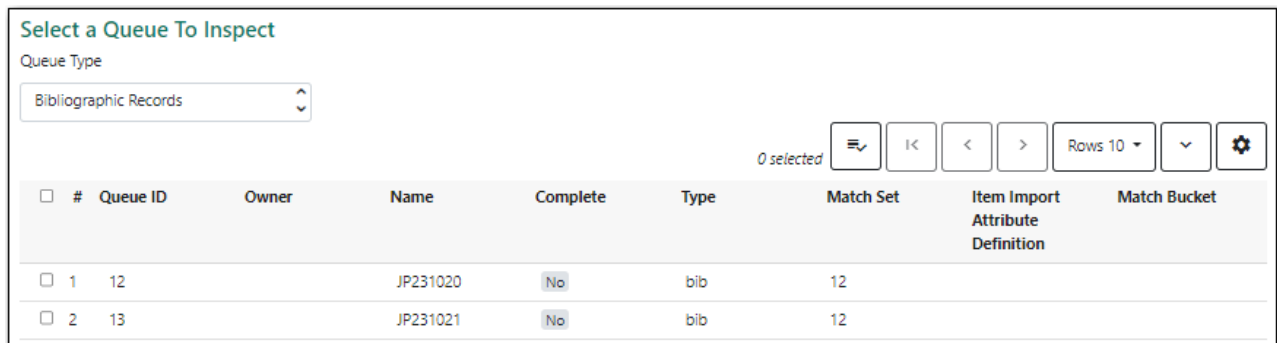 Select a Queue To Inspect
Queue Type
Bibliographic Records
0 selected Rows 10
# Queue ID Owner Name Complete Type Match Set Item Import Attribute Definition Match Bucket
1 12 JP231020 No bib 12
2 13 JP231021 No bib 12